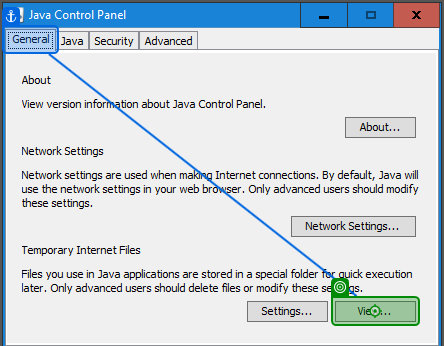 Java Control Panel
General Java Security Advanced
About
View version information about Java Control Panel.
About...
Network Settings
Network settings are used when making Internet connections. By default, Java will
use the network settings in your web browser. Only advanced users should modify
these settings.
Network Settings...
Temporary Internet Files
Files you use in Java applications are stored in a special folder for quick execution
later. Only advanced users should delete files or modify these settings.
Settings... View...